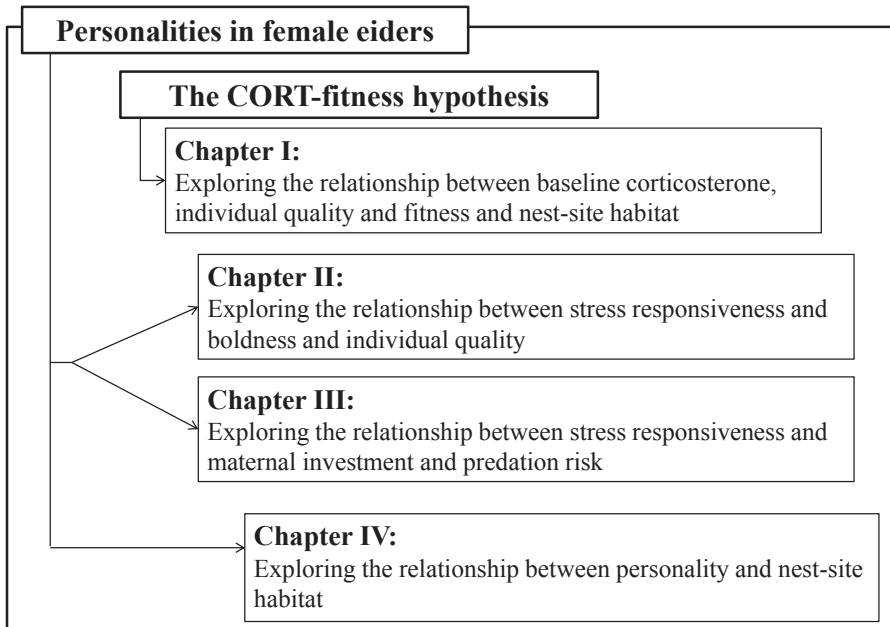 Personalities in female eiders
The CORT-fitness hypothesis
Chapter I:
Exploring the relationship between baseline corticosterone,
individual quality and fitness and nest-site habitat
Chapter II:
Exploring the relationship between stress responsiveness and
boldness and individual quality
Chapter III:
Exploring the relationship between stress responsiveness and
maternal investment and predation risk
Chapter IV:
Exploring the relationship between personality and nest-site
habitat